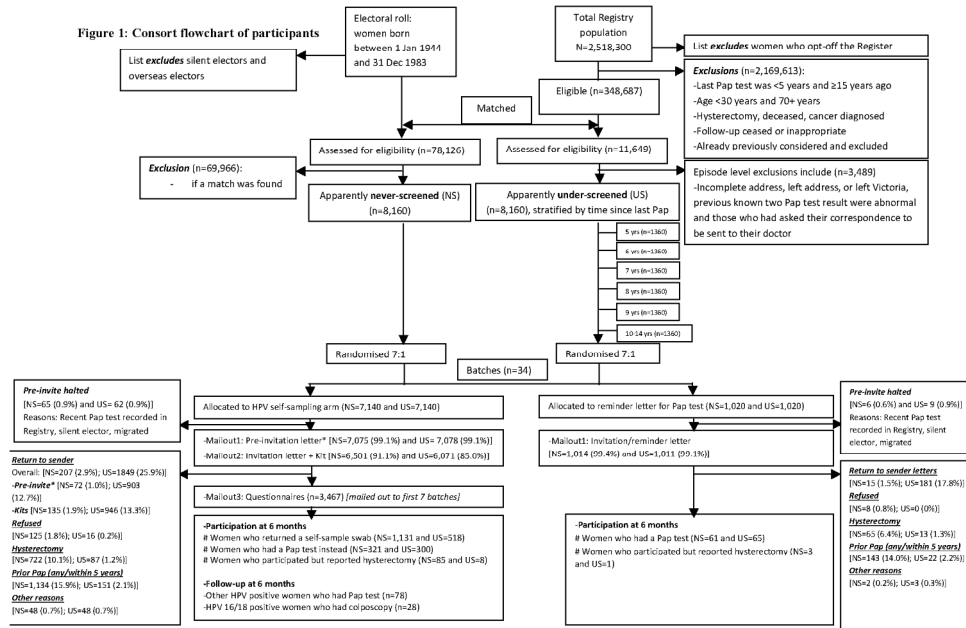 Figure 1: Consort flowchart of participants
Electoral roll:
women born
between 1 Jan 1944
and 31 Dec 1983
Total Registry
population
N=2,518,300
List excludes silent electors and
overseas electors
List excludes women who opt-off the Register
Eligible (n=348,687)
Exclusions (n=2,169,613):
-Last Pap test was <5 years and ≥15 years ago
-Age <30 years and 70+ years
-Hysterectomy, deceased, cancer diagnosed
-Follow-up ceased or inappropriate
-Already previously considered and excluded
Matched
Assessed for eligibility (n=78,126)
Assessed for eligibility (n=11,649)
Exclusion (n=69,966):
- if a match was found
Episode level exclusions include (n=3,489)
-Incomplete address, left address, or left Victoria,
previous known two Pap test result were abnormal
and those who had asked their correspondence to
be sent to their doctor
Apparently never-screened (NS)
(n=8,160)
Apparently under-screened (US)
(n=8,160), stratified by time since last Pap
5 yrs (n=1360)
6 yrs (n=1360)
7 yrs (n=1360)
8 yrs (n=1360)
9 yrs (n=1360)
10-14 yrs (n=1360)
Randomised 7:1
Randomised 7:1
Batches (n=34)
Pre-invite halted
[NS=65 (0.9%) and US= 62 (0.9%)]
Reasons: Recent Pap test recorded in
Registry, silent elector, migrated
Allocated to HPV self-sampling arm (NS=7,140 and US=7,140)
Allocated to reminder letter for Pap test (NS=1,020 and US=1,020)
Pre-invite halted
[NS=6 (0.6%) and US= 9 (0.9%)]
Reasons: Recent Pap test
recorded in Registry, silent
elector, migrated
-Mailout1: Pre-invitation letter* [NS=7,075 (99.1%) and US= 7,078 (99.1%)]
-Mailout2: Invitation letter + Kit [NS=6,501 (91.1%) and US=6,071 (85.0%)]
-Mailout1: Invitation/reminder letter
[NS=1,014 (99.4%) and US=1,011 (99.1%)]
Return to sender
Overall: [NS=207 (2.9%); US=1849 (25.9%)]
-Pre-invite* [NS=72 (1.0%); US=903
(12.7%)]
-Kits [NS=135 (1.9%); US=946 (13.3%)]
Refused
[NS=125 (1.8%); US=16 (0.2%)]
Hysterectomy
[NS=722 (10.1%); US=87 (1.2%)]
Prior Pap (any/within 5 years)
[NS=1,134 (15.9%); US=151 (2.1%)]
Other reasons
[NS=48 (0.7%); US=48 (0.7%)]
-Mailout3: Questionnaires (n=3,467) [mailed out to first 7 batches]
-Participation at 6 months
# Women who returned a self-sample swab (NS=1,131 and US=518)
# Women who had a Pap test instead (NS=321 and US=300)
# Women who participated but reported hysterectomy (NS=85 and US=8)
-Follow-up at 6 months
-Other HPV positive women who had Pap test (n=78)
-HPV 16/18 positive women who had colposcopy (n=28)
-Participation at 6 months
# Women who had a Pap test (NS=61 and US=65)
# Women who participated but reported hysterectomy (NS=3
and US=1)
Return to sender letters
[NS=15 (1.5%); US=181 (17.8%)]
Refused
[NS=8 (0.8%); US=0 (0%)]
Hysterectomy
[NS=65 (6.4%); US=13 (1.3%)]
Prior Pap (any/within 5 years)
[NS=143 (14.0%); US=22 (2.2%)]
Other reasons
[NS=2 (0.2%); US=3 (0.3%)]